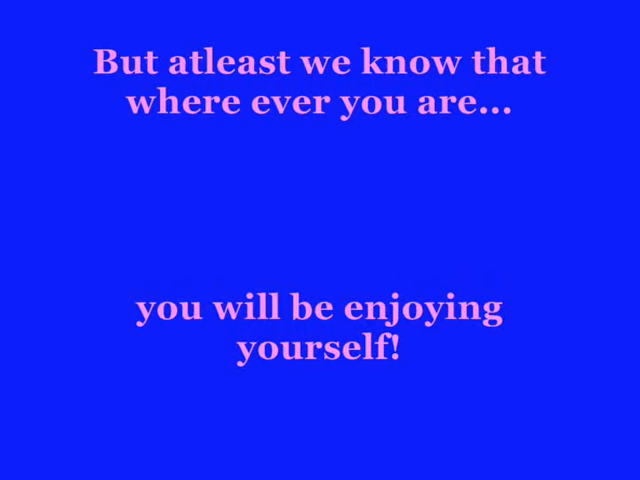 But atleast we know that
where ever you are...
you will be enjoying
yourself!